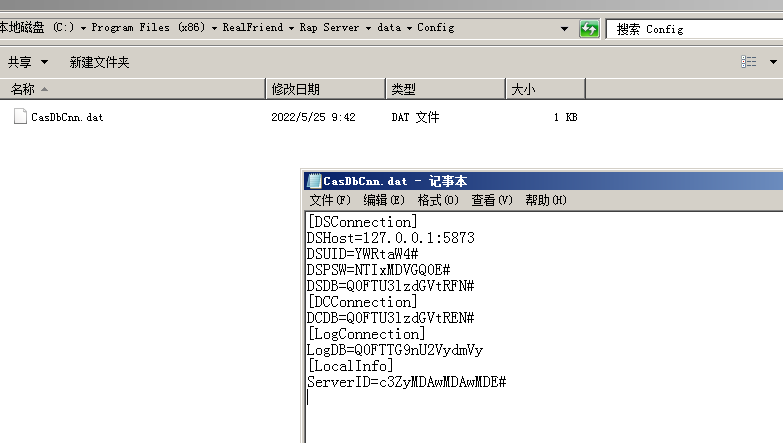 本地磁盘 (C:) ▾ Program Files (x86) ▾ RealFriend ▾ Rap Server ▾ data ▾ Config
搜索 Config
共享 ▾ 新建文件夹
名称 修改日期 类型 大小
CasDbCnn.dat 2022/5/25 9:42 DAT 文件 1 KB
CasDbCnn.dat - 记事本
文件(F) 编辑(E) 格式(O) 查看(V) 帮助(H)
[DSConnection]
DSHost=127.0.0.1:5873
DSUID=YWRtaW4#
DSPSW=NTIxMDVGQ0E#
DSDB=Q0FTU3lzdGVtRFN#
[DCConnection]
DCDB=Q0FTU3lzdGVtREN#
[LogConnection]
LogDB=Q0FTTG9nU2VydmVy
[LocalInfo]
ServerID=c3ZyMDAwMDAwMDE#